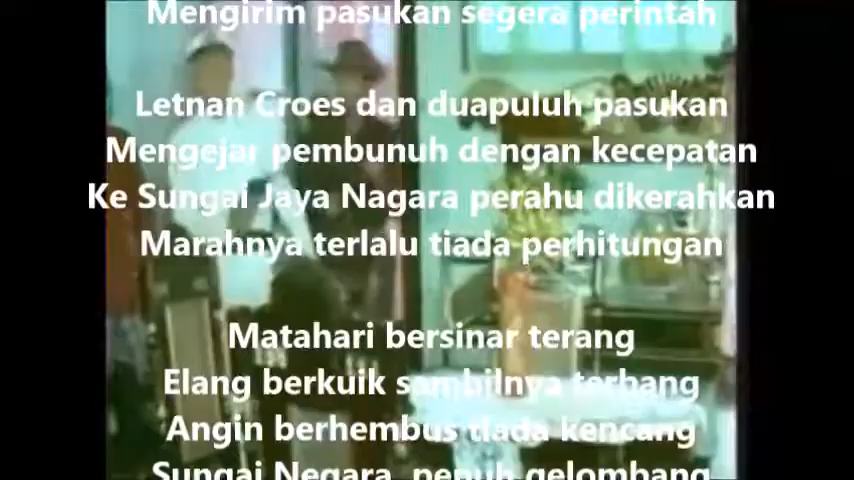 Mengirim pasukan segera perintah
Letnan Croes dan duapuluh pasukan
Mengejar pembunuh dengan kecepatan
Ke Sungai Jaya Nagara perahu dikerahkan
Marahnya terlalu tiada perhitungan
Matahari bersinar terang
Elang berkuik sambilnya terbang
Angin berhembus tiada kencang
Sungai Negara penuh gelombang